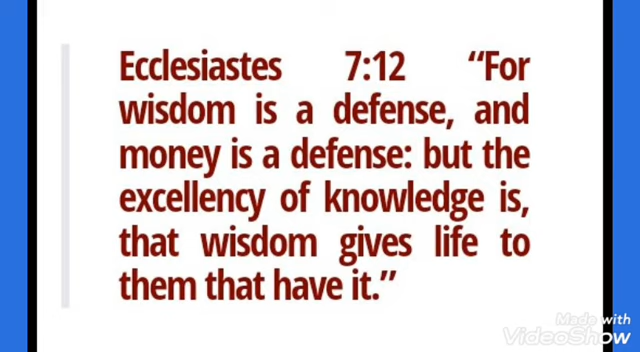 Ecclesiastes 7:12 “For
wisdom is a defense, and
money is a defense: but the
excellency of knowledge is,
that wisdom gives life to
them that have it.”
Made with
VideoShow